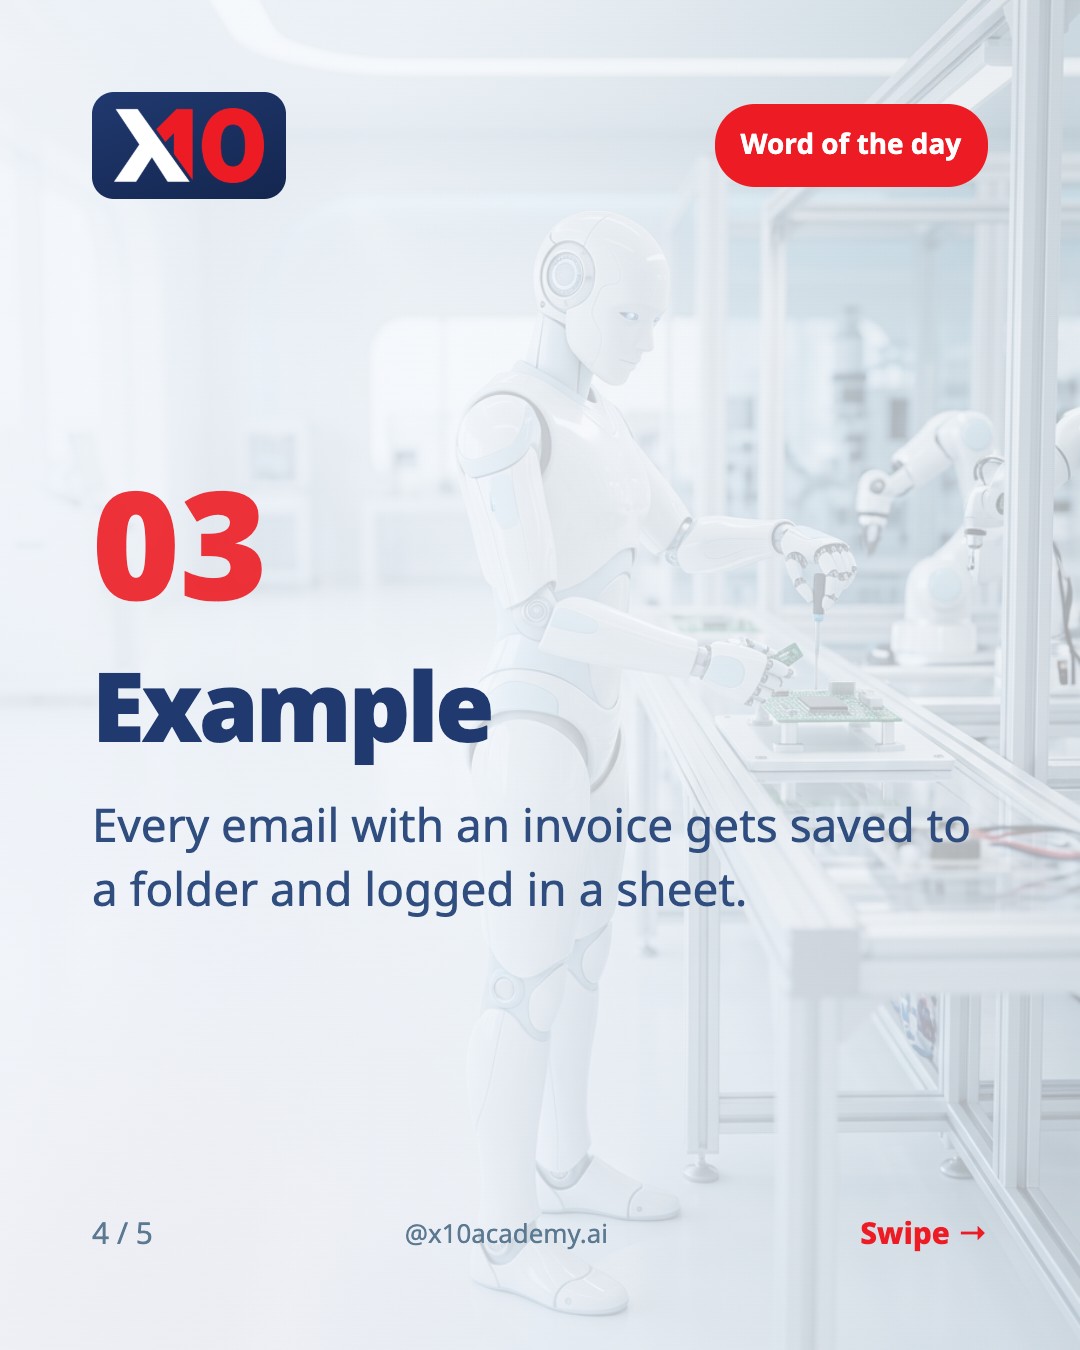 X10
Word of the day
03
Example
Every email with an invoice gets saved to
a folder and logged in a sheet.
4 / 5
@x10academy.ai
Swipe →